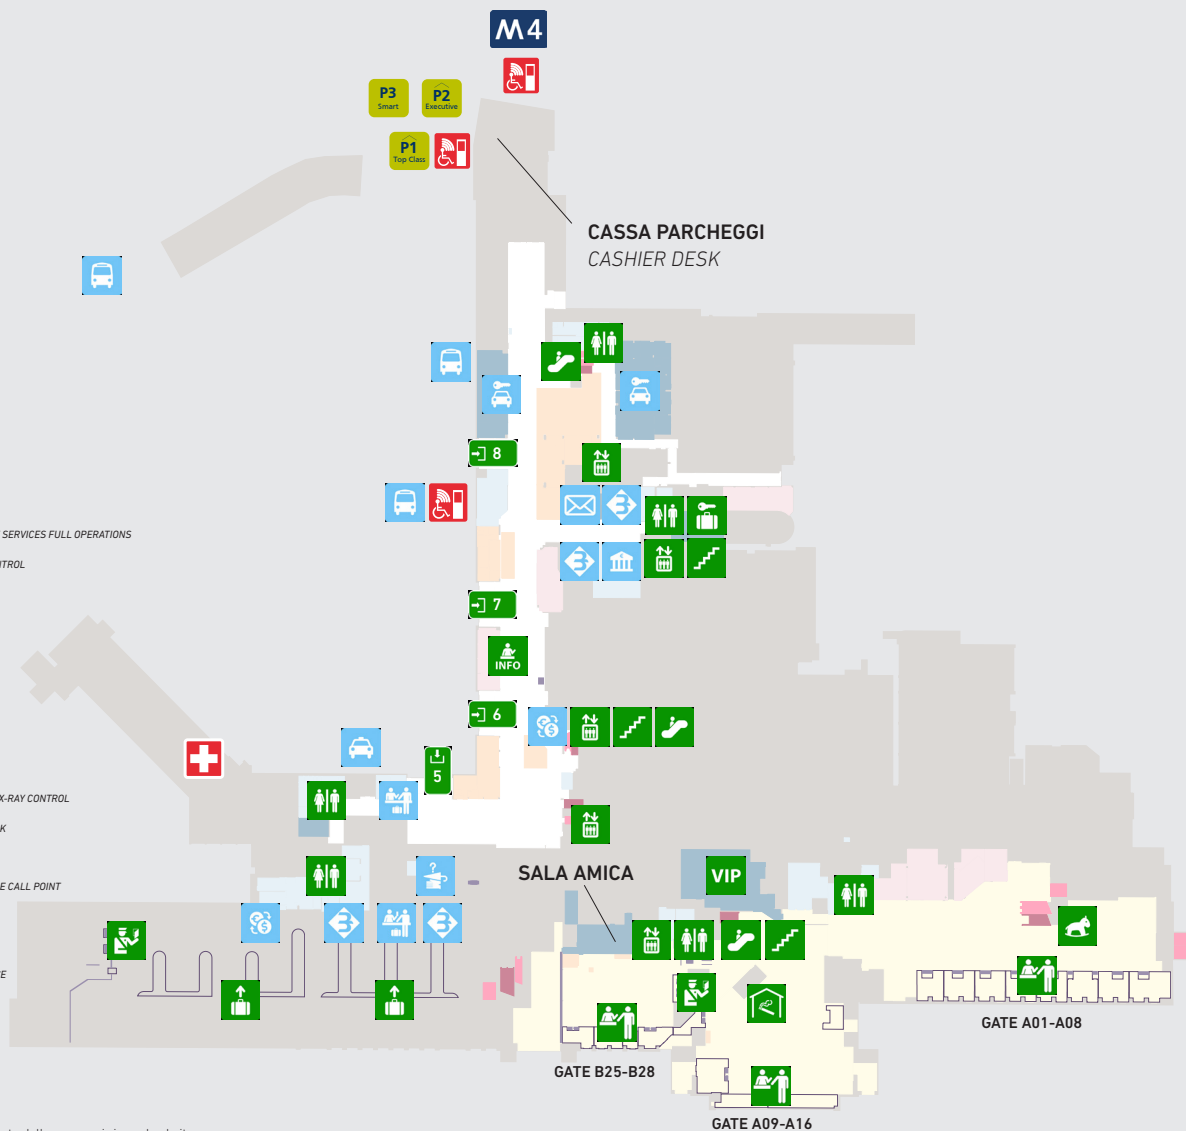 M4
P3
Smart
P2
Executive
P1
Top Class
CASSA PARCHEGGI
CASHIER DESK
8
SERVICES FULL OPERATIONS
7
INFO
6
5
X-RAY CONTROL
E CALL POINT
SALA AMICA
VIP
?
GATE A01-A08
GATE B25-B28
GATE A09-A16